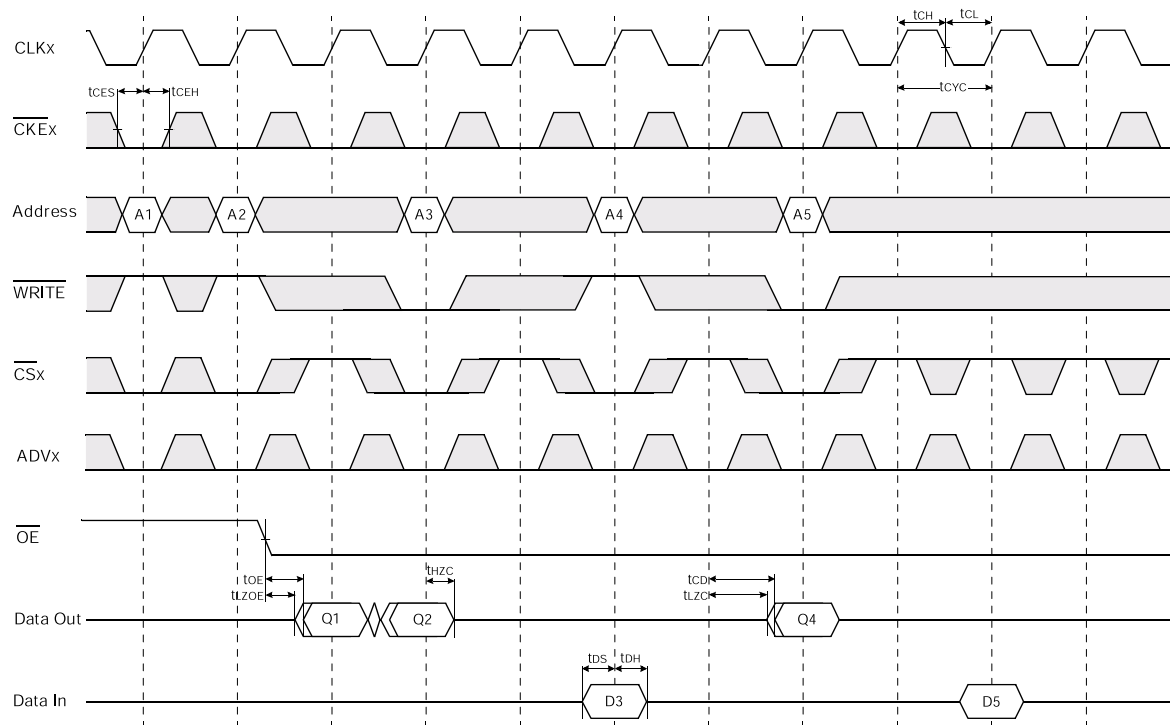 tCH tCL
CLKx
tCES tCEH tCYC
CKEx
Address A1 A2 A3 A4 A5
WRITE
CSx
ADVx
OE
tOE tHZC tCD
tLZOE tLZC
Data Out Q1 Q2 Q4
tDS tDH
Data In D3 D5